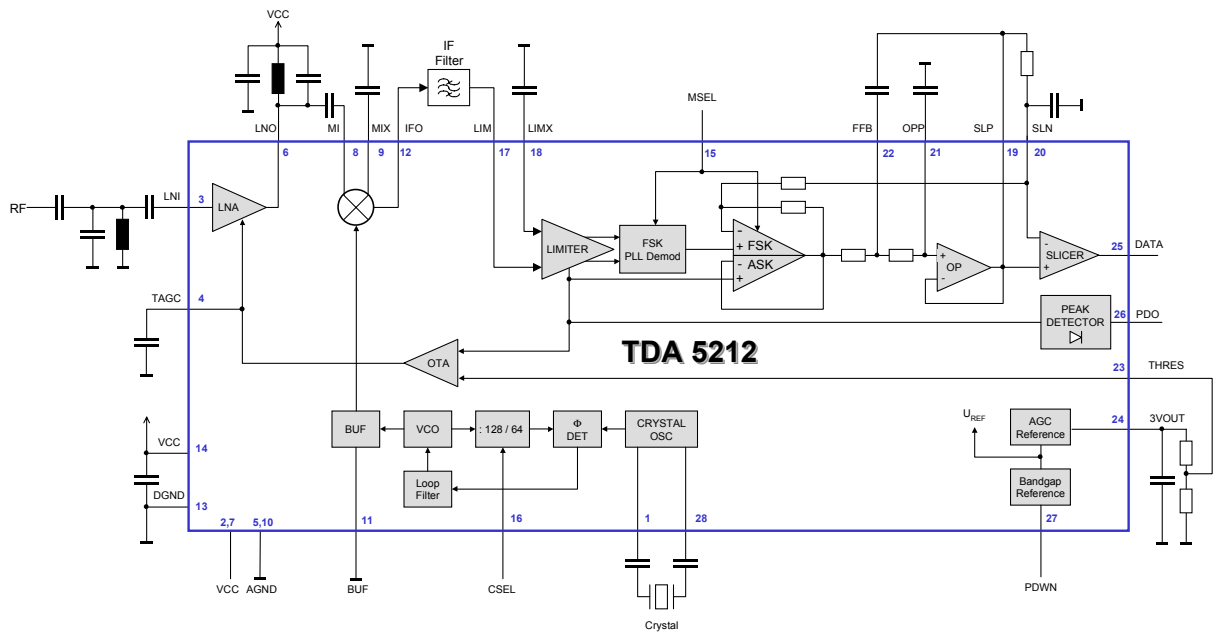 VCC
IF
Filter
MSEL
LNO
MI
MIX
IFO
LIM
LIMX
FFB
OPP
SLP
SLN
6
8
9
12
17
18
15
22
21
19
20
RF
LNI
3
LNA
LIMITER
FSK
PLL Demod
-
+ FSK
- ASK
+
+
-
OP
-
+
SLICER
25
DATA
TAGC
4
PEAK
DETECTOR
26
PDO
OTA
TDA 5212
23
THRES
BUF
VCO
: 128 / 64
Φ
DET
CRYSTAL
OSC
UREF
AGC
Reference
24
3VOUT
VCC
14
Loop
Filter
Bandgap
Reference
DGND
13
2,7
5,10
11
16
1
28
27
VCC
AGND
BUF
CSEL
PDWN
Crystal